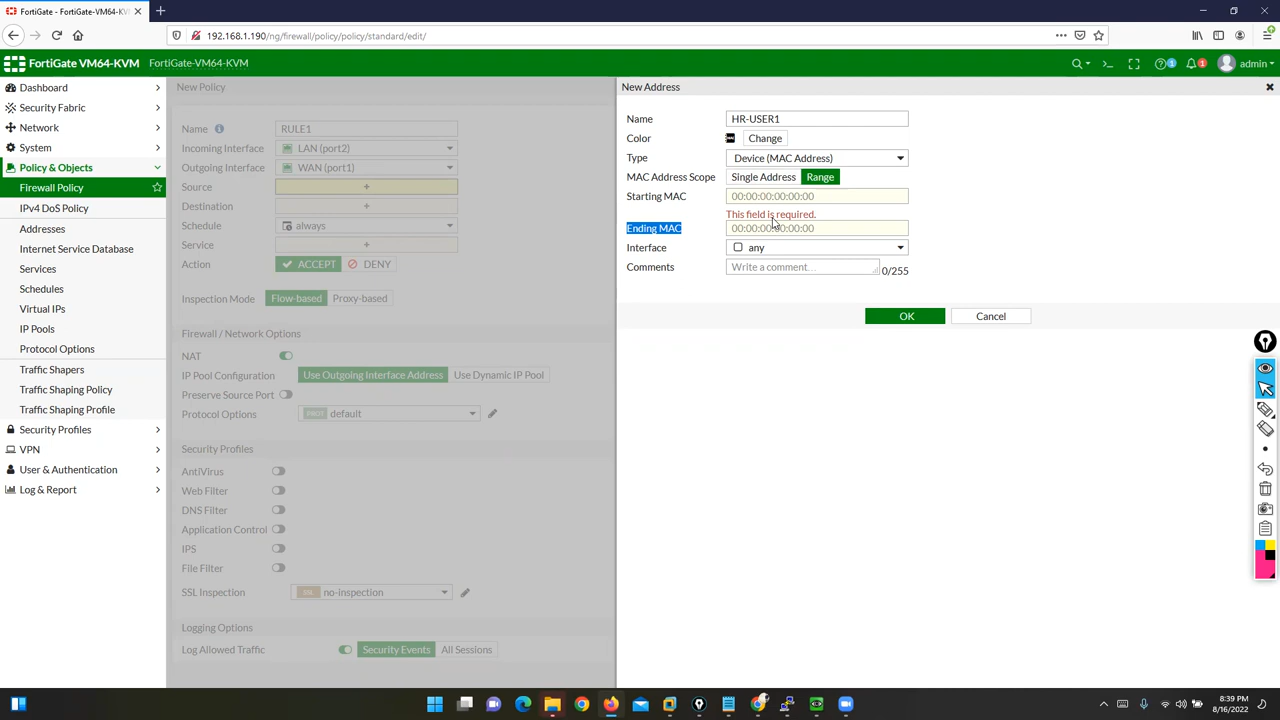 FortiGate - FortiGate-VM64-KV
192.168.1.190/ng/firewall/policy/policy/standard/edit/
FortiGate VM64-KVM
FortiGate-VM64-KVM
1
1
admin
Dashboard
Security Fabric
Network
System
Policy & Objects
Firewall Policy
IPv4 DoS Policy
Addresses
Internet Service Database
Services
Schedules
Virtual IPs
IP Pools
Protocol Options
Traffic Shapers
Traffic Shaping Policy
Traffic Shaping Profile
Security Profiles
VPN
User & Authentication
Log & Report
New Policy
Name RULE1
Incoming Interface LAN (port2)
Outgoing Interface WAN (port1)
Source +
Destination +
Schedule always
Service +
Action ACCEPT DENY
Inspection Mode Flow-based Proxy-based
Firewall / Network Options
NAT
IP Pool Configuration Use Outgoing Interface Address Use Dynamic IP Pool
Preserve Source Port
Protocol Options PROT default
Security Profiles
AntiVirus
Web Filter
DNS Filter
Application Control
IPS
File Filter
SSL Inspection SSL no-inspection
Logging Options
Log Allowed Traffic Security Events All Sessions
New Address
Name HR-USER1
Color Change
Type Device (MAC Address)
MAC Address Scope Single Address Range
Starting MAC 00:00:00:00:00:00
This field is required.
Ending MAC 00:00:00:00:00:00
Interface any
Comments Write a comment... 0/255
OK Cancel
8:39 PM
8/16/2022